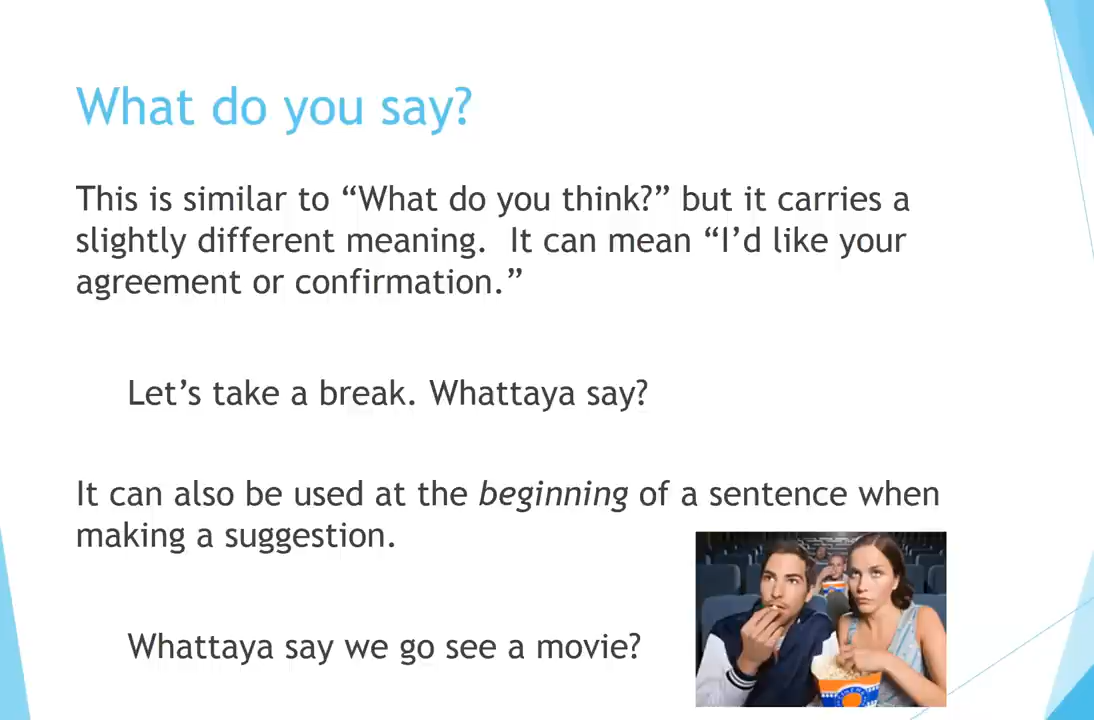 What do you say?
This is similar to “What do you think?” but it carries a
slightly different meaning.  It can mean “I’d like your
agreement or confirmation.”
Let’s take a break. Whattaya say?
It can also be used at the beginning of a sentence when
making a suggestion.
Whattaya say we go see a movie?